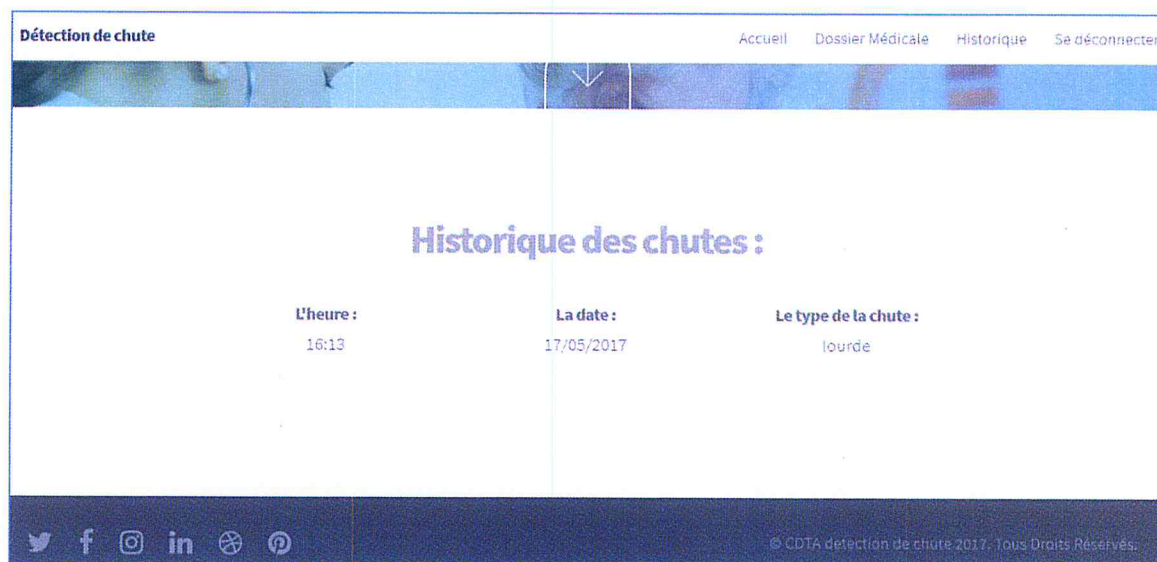 Détection de chute
Accueil Dossier Médicale Historique Se déconnecter
Historique des chutes :
L'heure : La date : Le type de la chute :
16:13 17/05/2017 lourde
© CDTA detection de chute 2017. Tous Droits Réservés.